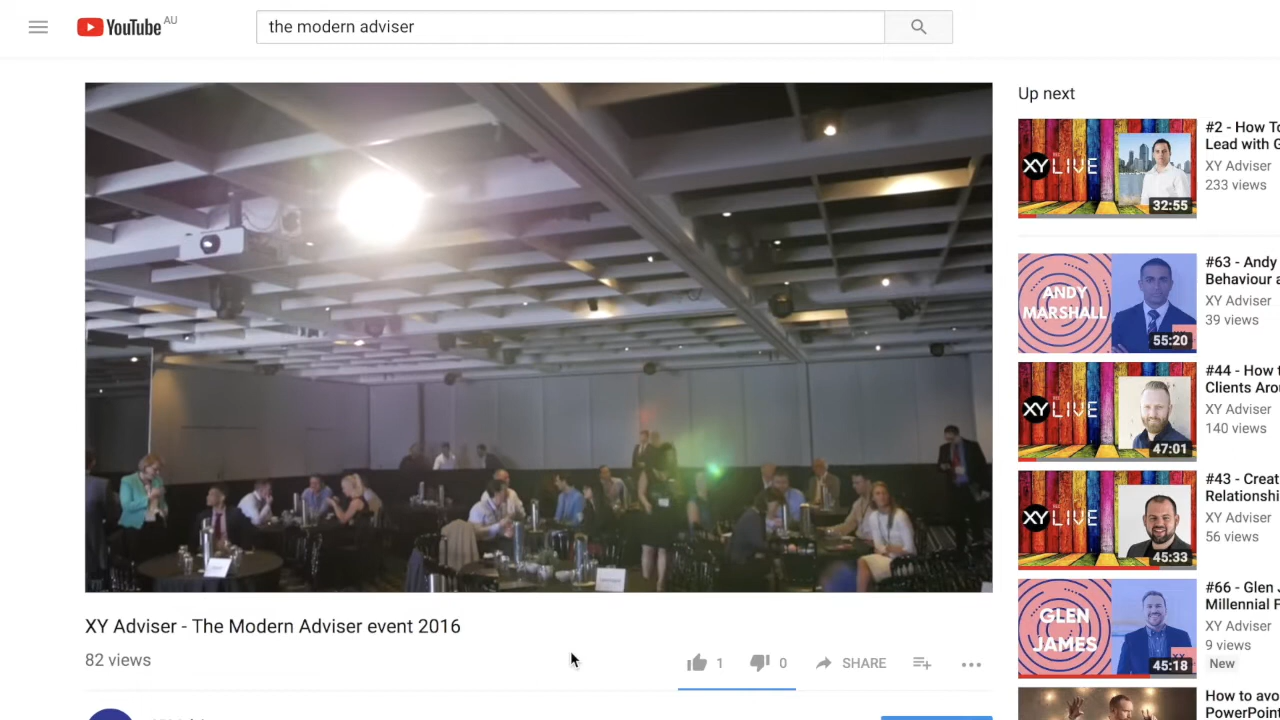 YouTube AU
the modern adviser
Up next
#2 - How To
Lead with G
XY Adviser
233 views
XY LIVE
32:55
#63 - Andy
Behaviour a
XY Adviser
39 views
ANDY
MARSHALL
55:20
#44 - How t
Clients Aro
XY Adviser
140 views
XY LIVE
47:01
#43 - Creat
Relationshi
XY Adviser
56 views
XY LIVE
45:33
#66 - Glen J
Millennial F
XY Adviser
9 views
New
GLEN
JAMES
45:18
How to avo
PowerPoint
XY Adviser - The Modern Adviser event 2016
82 views
1
0
SHARE